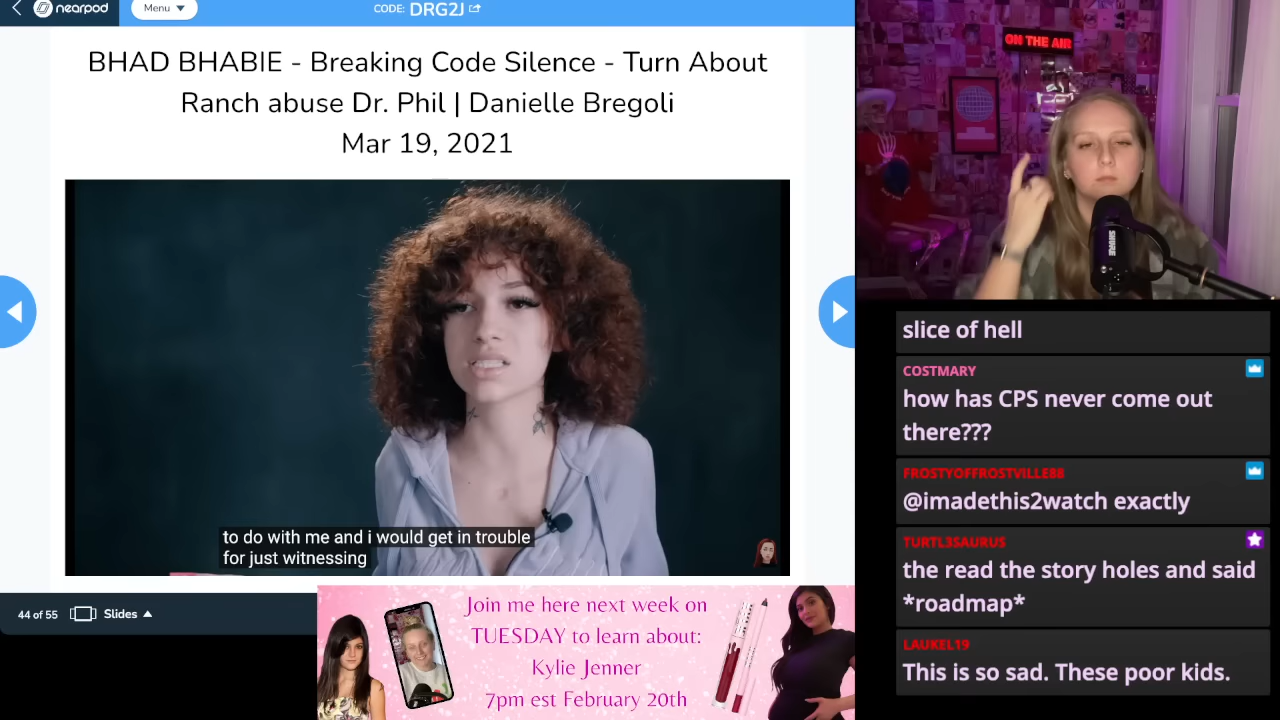 nearpod
Menu
CODE: DRG2J
BHAD BHABIE - Breaking Code Silence - Turn About
Ranch abuse Dr. Phil | Danielle Bregoli
Mar 19, 2021
to do with me and i would get in trouble
for just witnessing
44 of 55
Slides
Join me here next week on
TUESDAY to learn about:
Kylie Jenner
7pm est February 20th
ON THE AIR
SHURE
slice of hell
COSTMARY
how has CPS never come out
there???
FROSTYOFFROSTVILLE88
@imadethis2watch exactly
TURTL3SAURUS
the read the story holes and said
*roadmap*
LAUKEL19
This is so sad. These poor kids.